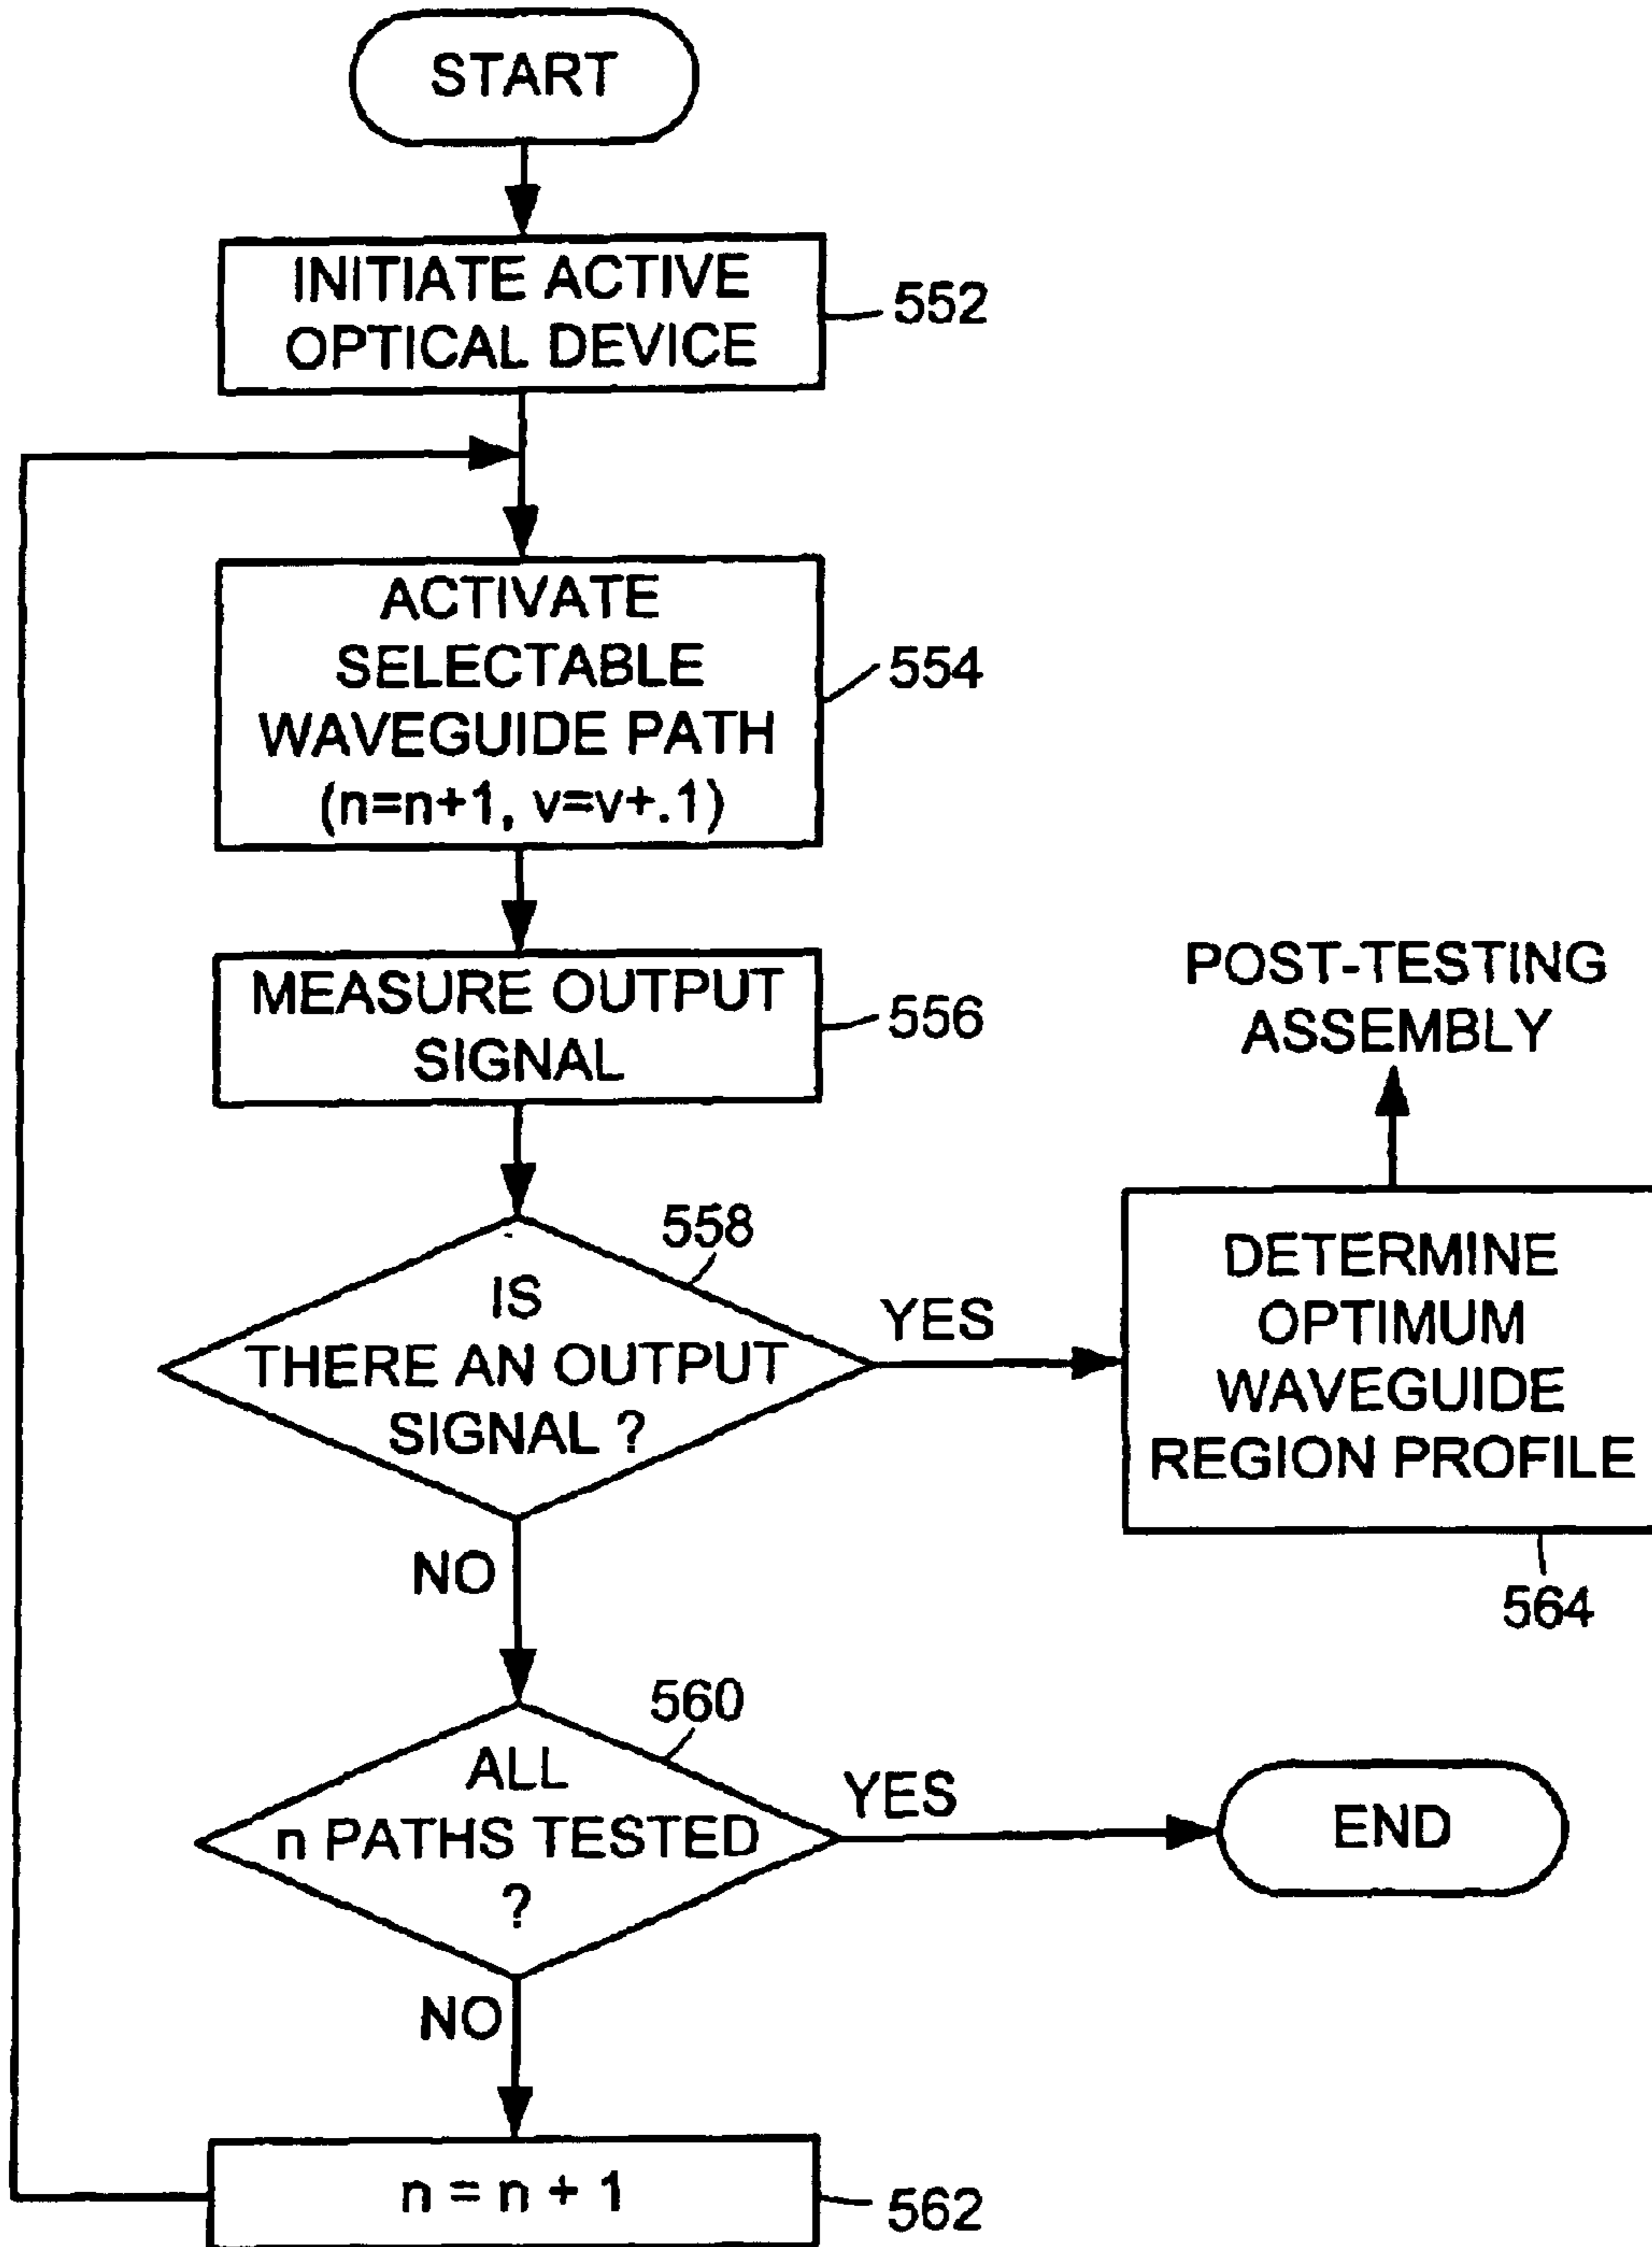 START
INITIATE ACTIVE
OPTICAL DEVICE
552
ACTIVATE
SELECTABLE
WAVEGUIDE PATH
(n=n+1, v=v+.1)
554
MEASURE OUTPUT
SIGNAL
556
POST-TESTING
ASSEMBLY
558
IS
THERE AN OUTPUT
SIGNAL ?
YES
DETERMINE
OPTIMUM
WAVEGUIDE
REGION PROFILE
564
NO
560
ALL
n PATHS TESTED
?
YES
END
NO
n = n + 1
562